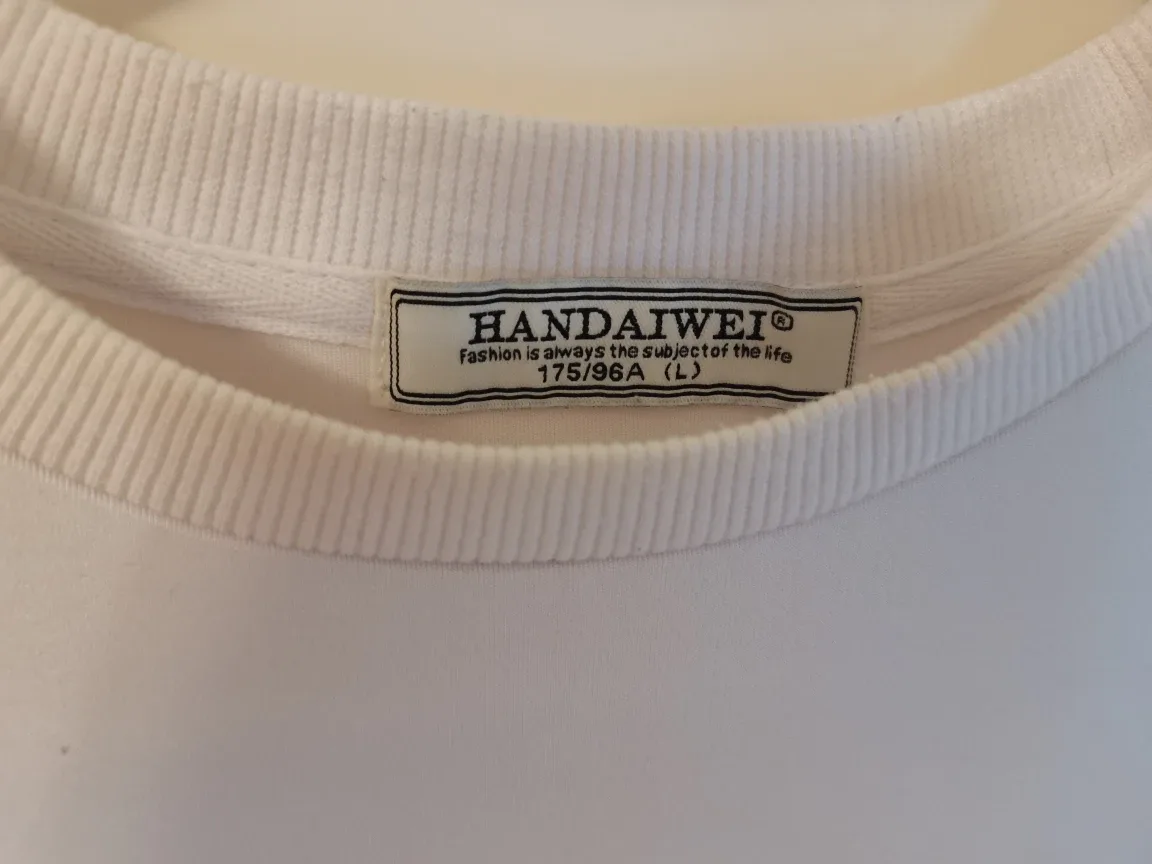 HANDAIWEI®
Fashion is always the subject of the life
175/96A (L)